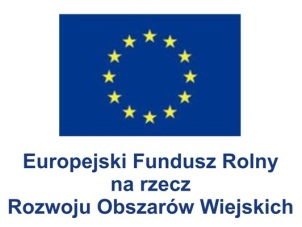 Europejski Fundusz Rolny
na rzecz
Rozwoju Obszarów Wiejskich